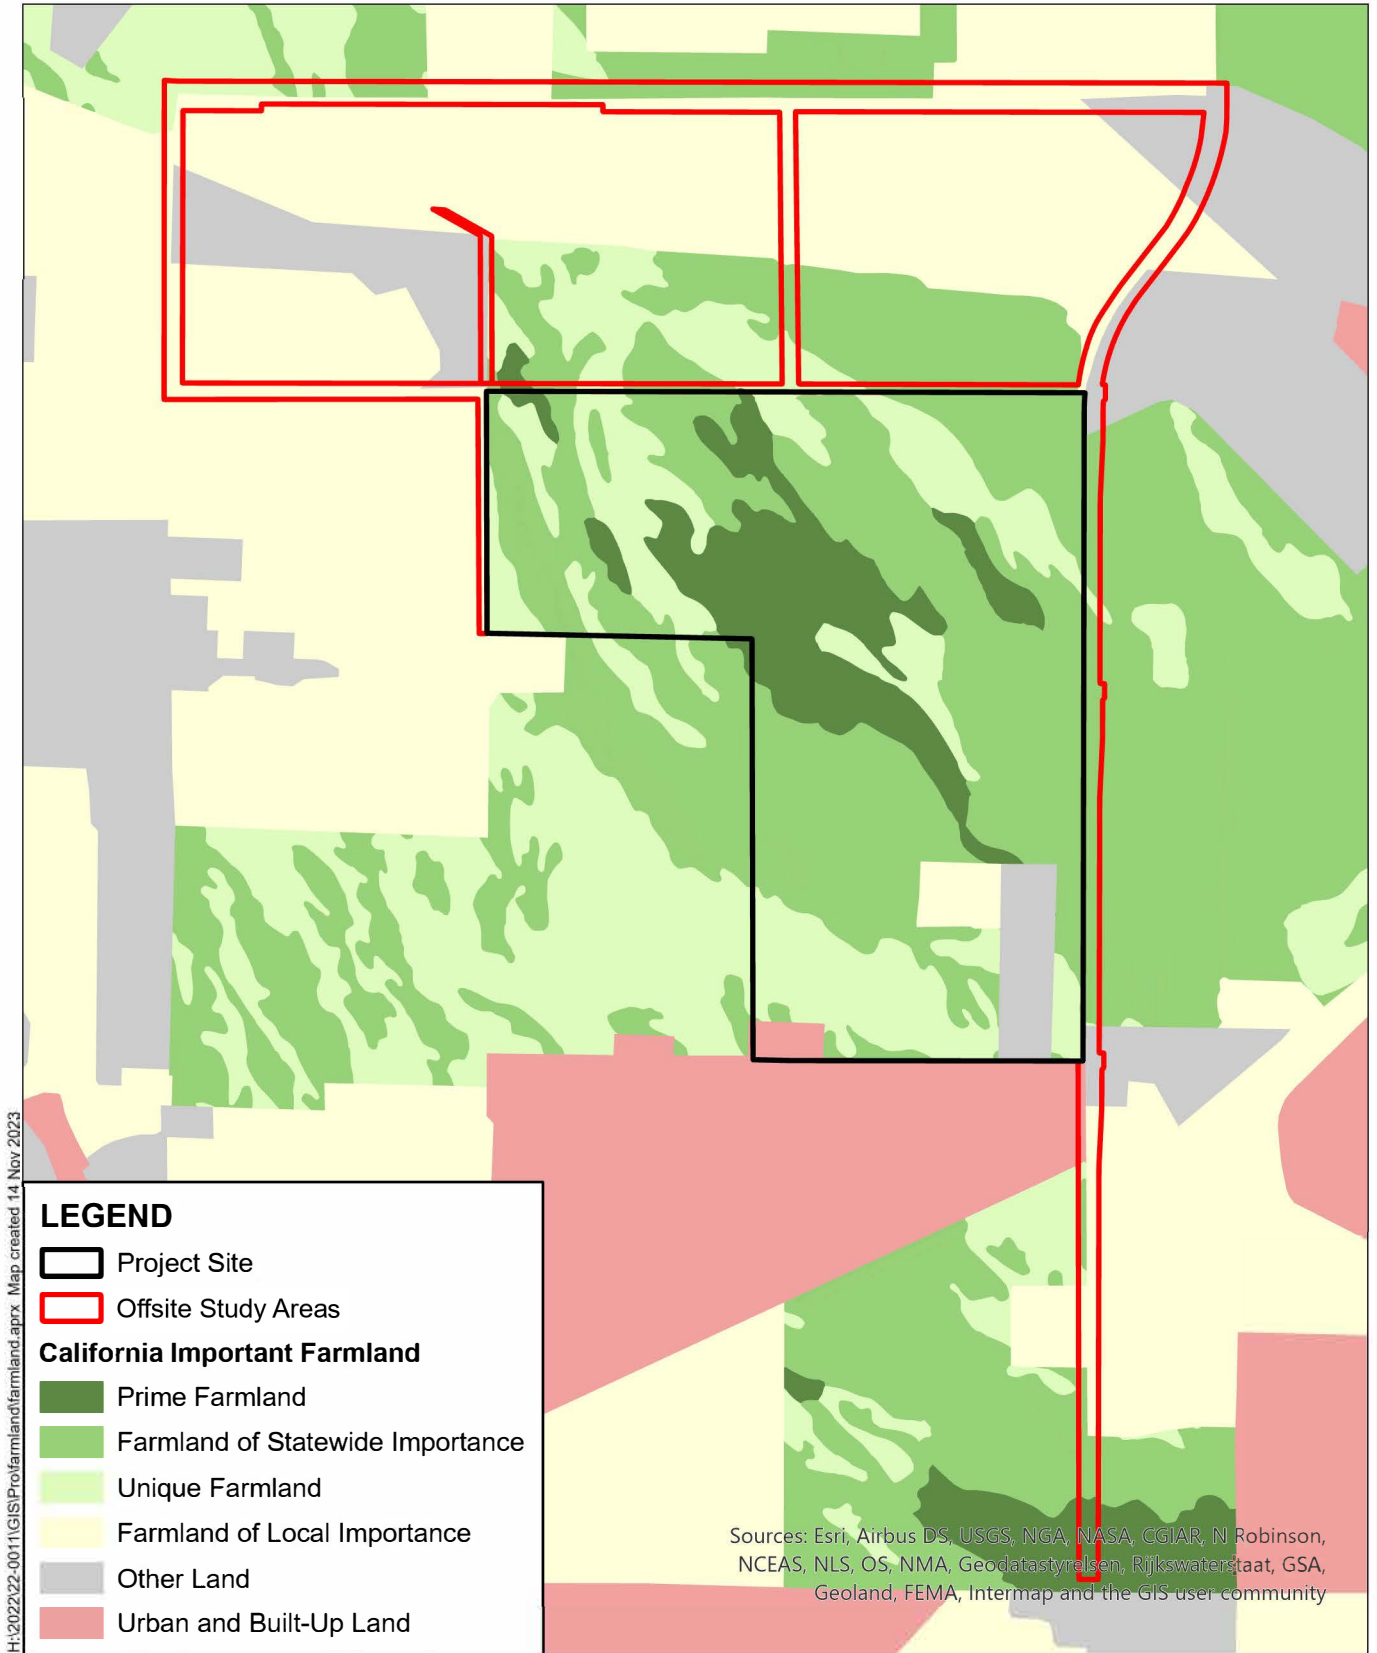 H:\2022\22-0011\GIS\Pro\farmland\farmland.aprx Map created 14 Nov 2023
LEGEND
Project Site
Offsite Study Areas
California Important Farmland
Prime Farmland
Farmland of Statewide Importance
Unique Farmland
Farmland of Local Importance
Other Land
Urban and Built-Up Land
Sources: Esri, Airbus DS, USGS, NGA, NASA, CGIAR, N Robinson,
NCEAS, NLS, OS, NMA, Geodatastyrelsen, Rijkswaterstaat, GSA,
Geoland, FEMA, Intermap and the GIS user community